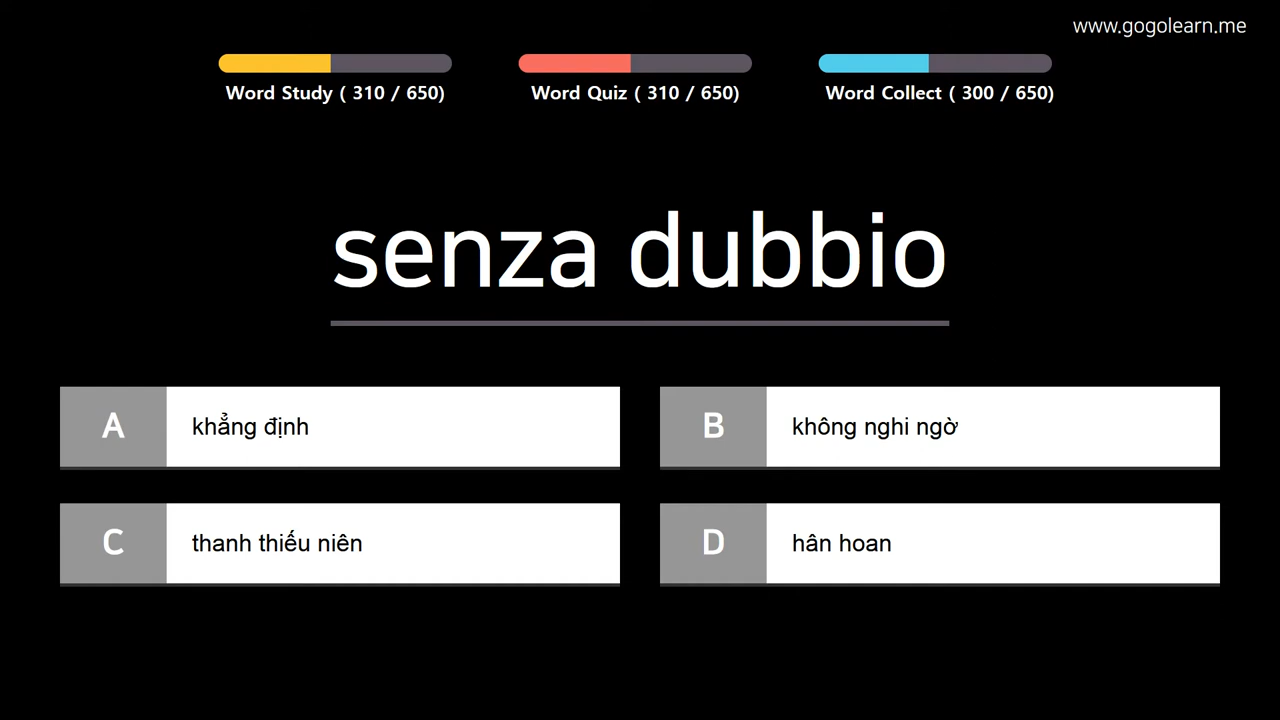 www.gogolearn.me
Word Study ( 310 / 650)
Word Quiz ( 310 / 650)
Word Collect ( 300 / 650)
senza dubbio
A khẳng định
B không nghi ngờ
C thanh thiếu niên
D hân hoan